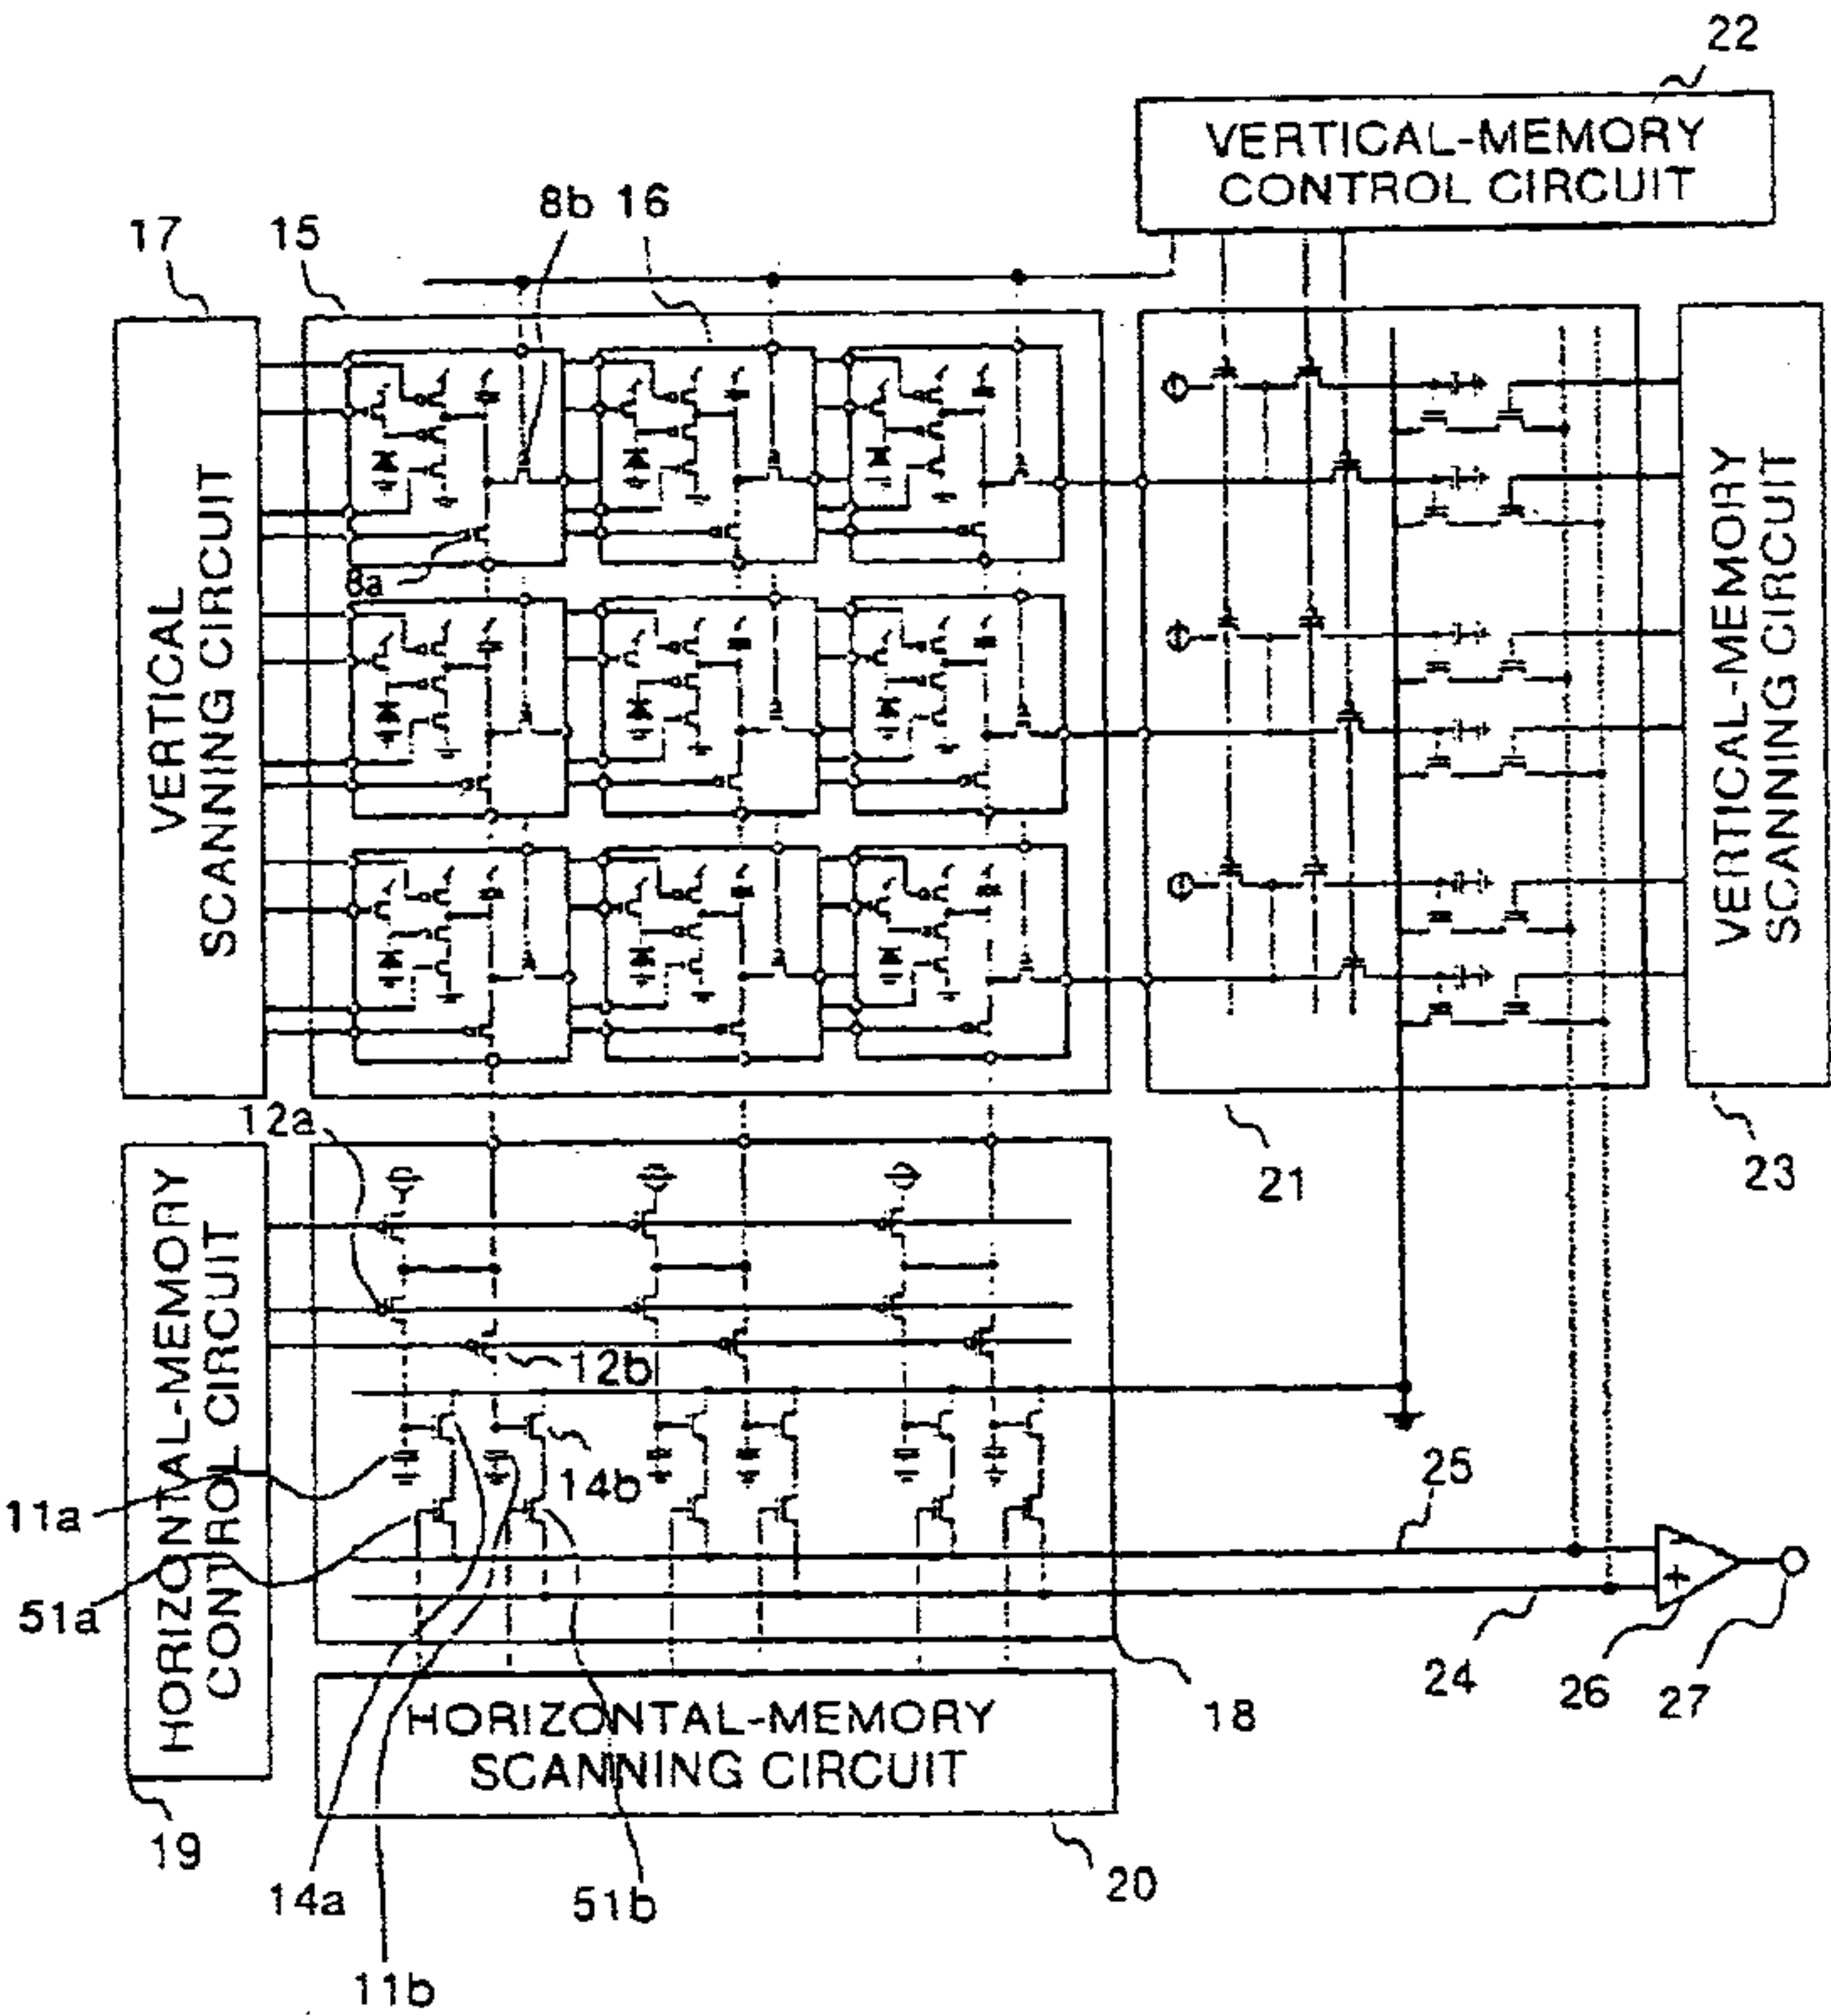 22
VERTICAL-MEMORY
CONTROL CIRCUIT
8b 16
17
15
VERTICAL
SCANNING CIRCUIT
8a
VERTICAL-MEMORY
SCANNING CIRCUIT
12a
21
23
HORIZONTAL-MEMORY
CONTROL CIRCUIT
12b
14b
25
11a
51a
+
24
26
27
18
HORIZONTAL-MEMORY
SCANNING CIRCUIT
19
14a
51b
20
11b